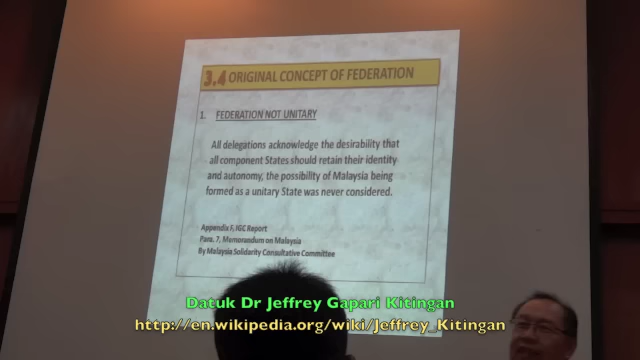 3.4 ORIGINAL CONCEPT OF FEDERATION
1. FEDERATION NOT UNITARY
All delegations acknowledge the desirability that
all component States should retain their identity
and autonomy, the possibility of Malaysia being
formed as a unitary State was never considered.
Appendix F, IGC Report
Para. 7, Memorandum on Malaysia
By Malaysia Solidarity Consultative Committee
Datuk Dr Jeffrey Gapari Kitingan
http://en.wikipedia.org/wiki/Jeffrey_Kitingan